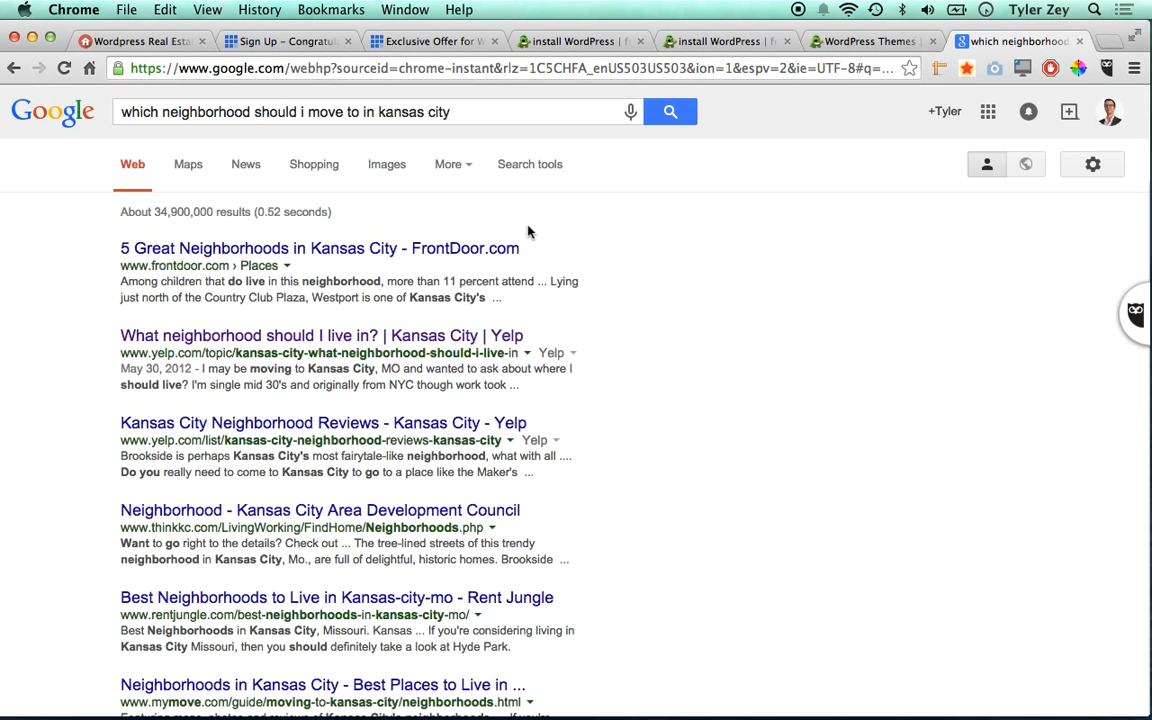 Chrome File Edit View History Bookmarks Window Help Tyler Zey
Wordpress Real Esta Sign Up – Congratul Exclusive Offer for W install WordPress | f install WordPress | f WordPress Themes | which neighborhood
https://www.google.com/webhp?sourceid=chrome-instant&rlz=1C5CHFA_enUS503US503&ion=1&espv=2&ie=UTF-8#q=...
Google which neighborhood should i move to in kansas city +Tyler
Web Maps News Shopping Images More Search tools
About 34,900,000 results (0.52 seconds)
5 Great Neighborhoods in Kansas City - FrontDoor.com
www.frontdoor.com › Places
Among children that do live in this neighborhood, more than 11 percent attend ... Lying
just north of the Country Club Plaza, Westport is one of Kansas City's ...
What neighborhood should I live in? | Kansas City | Yelp
www.yelp.com/topic/kansas-city-what-neighborhood-should-i-live-in Yelp
May 30, 2012 - I may be moving to Kansas City, MO and wanted to ask about where I
should live? I'm single mid 30's and originally from NYC though work took ...
Kansas City Neighborhood Reviews - Kansas City - Yelp
www.yelp.com/list/kansas-city-neighborhood-reviews-kansas-city Yelp
Brookside is perhaps Kansas City's most fairytale-like neighborhood, what with all ....
Do you really need to come to Kansas City to go to a place like the Maker's ...
Neighborhood - Kansas City Area Development Council
www.thinkkc.com/LivingWorking/FindHome/Neighborhoods.php
Want to go right to the details? Check out ... The tree-lined streets of this trendy
neighborhood in Kansas City, Mo., are full of delightful, historic homes. Brookside ...
Best Neighborhoods to Live in Kansas-city-mo - Rent Jungle
www.rentjungle.com/best-neighborhoods-in-kansas-city-mo/
Best Neighborhoods in Kansas City, Missouri. Kansas ... If you're considering living in
Kansas City Missouri, then you should definitely take a look at Hyde Park.
Neighborhoods in Kansas City - Best Places to Live in ...
www.mymove.com/guide/moving-to-kansas-city/neighborhoods.html